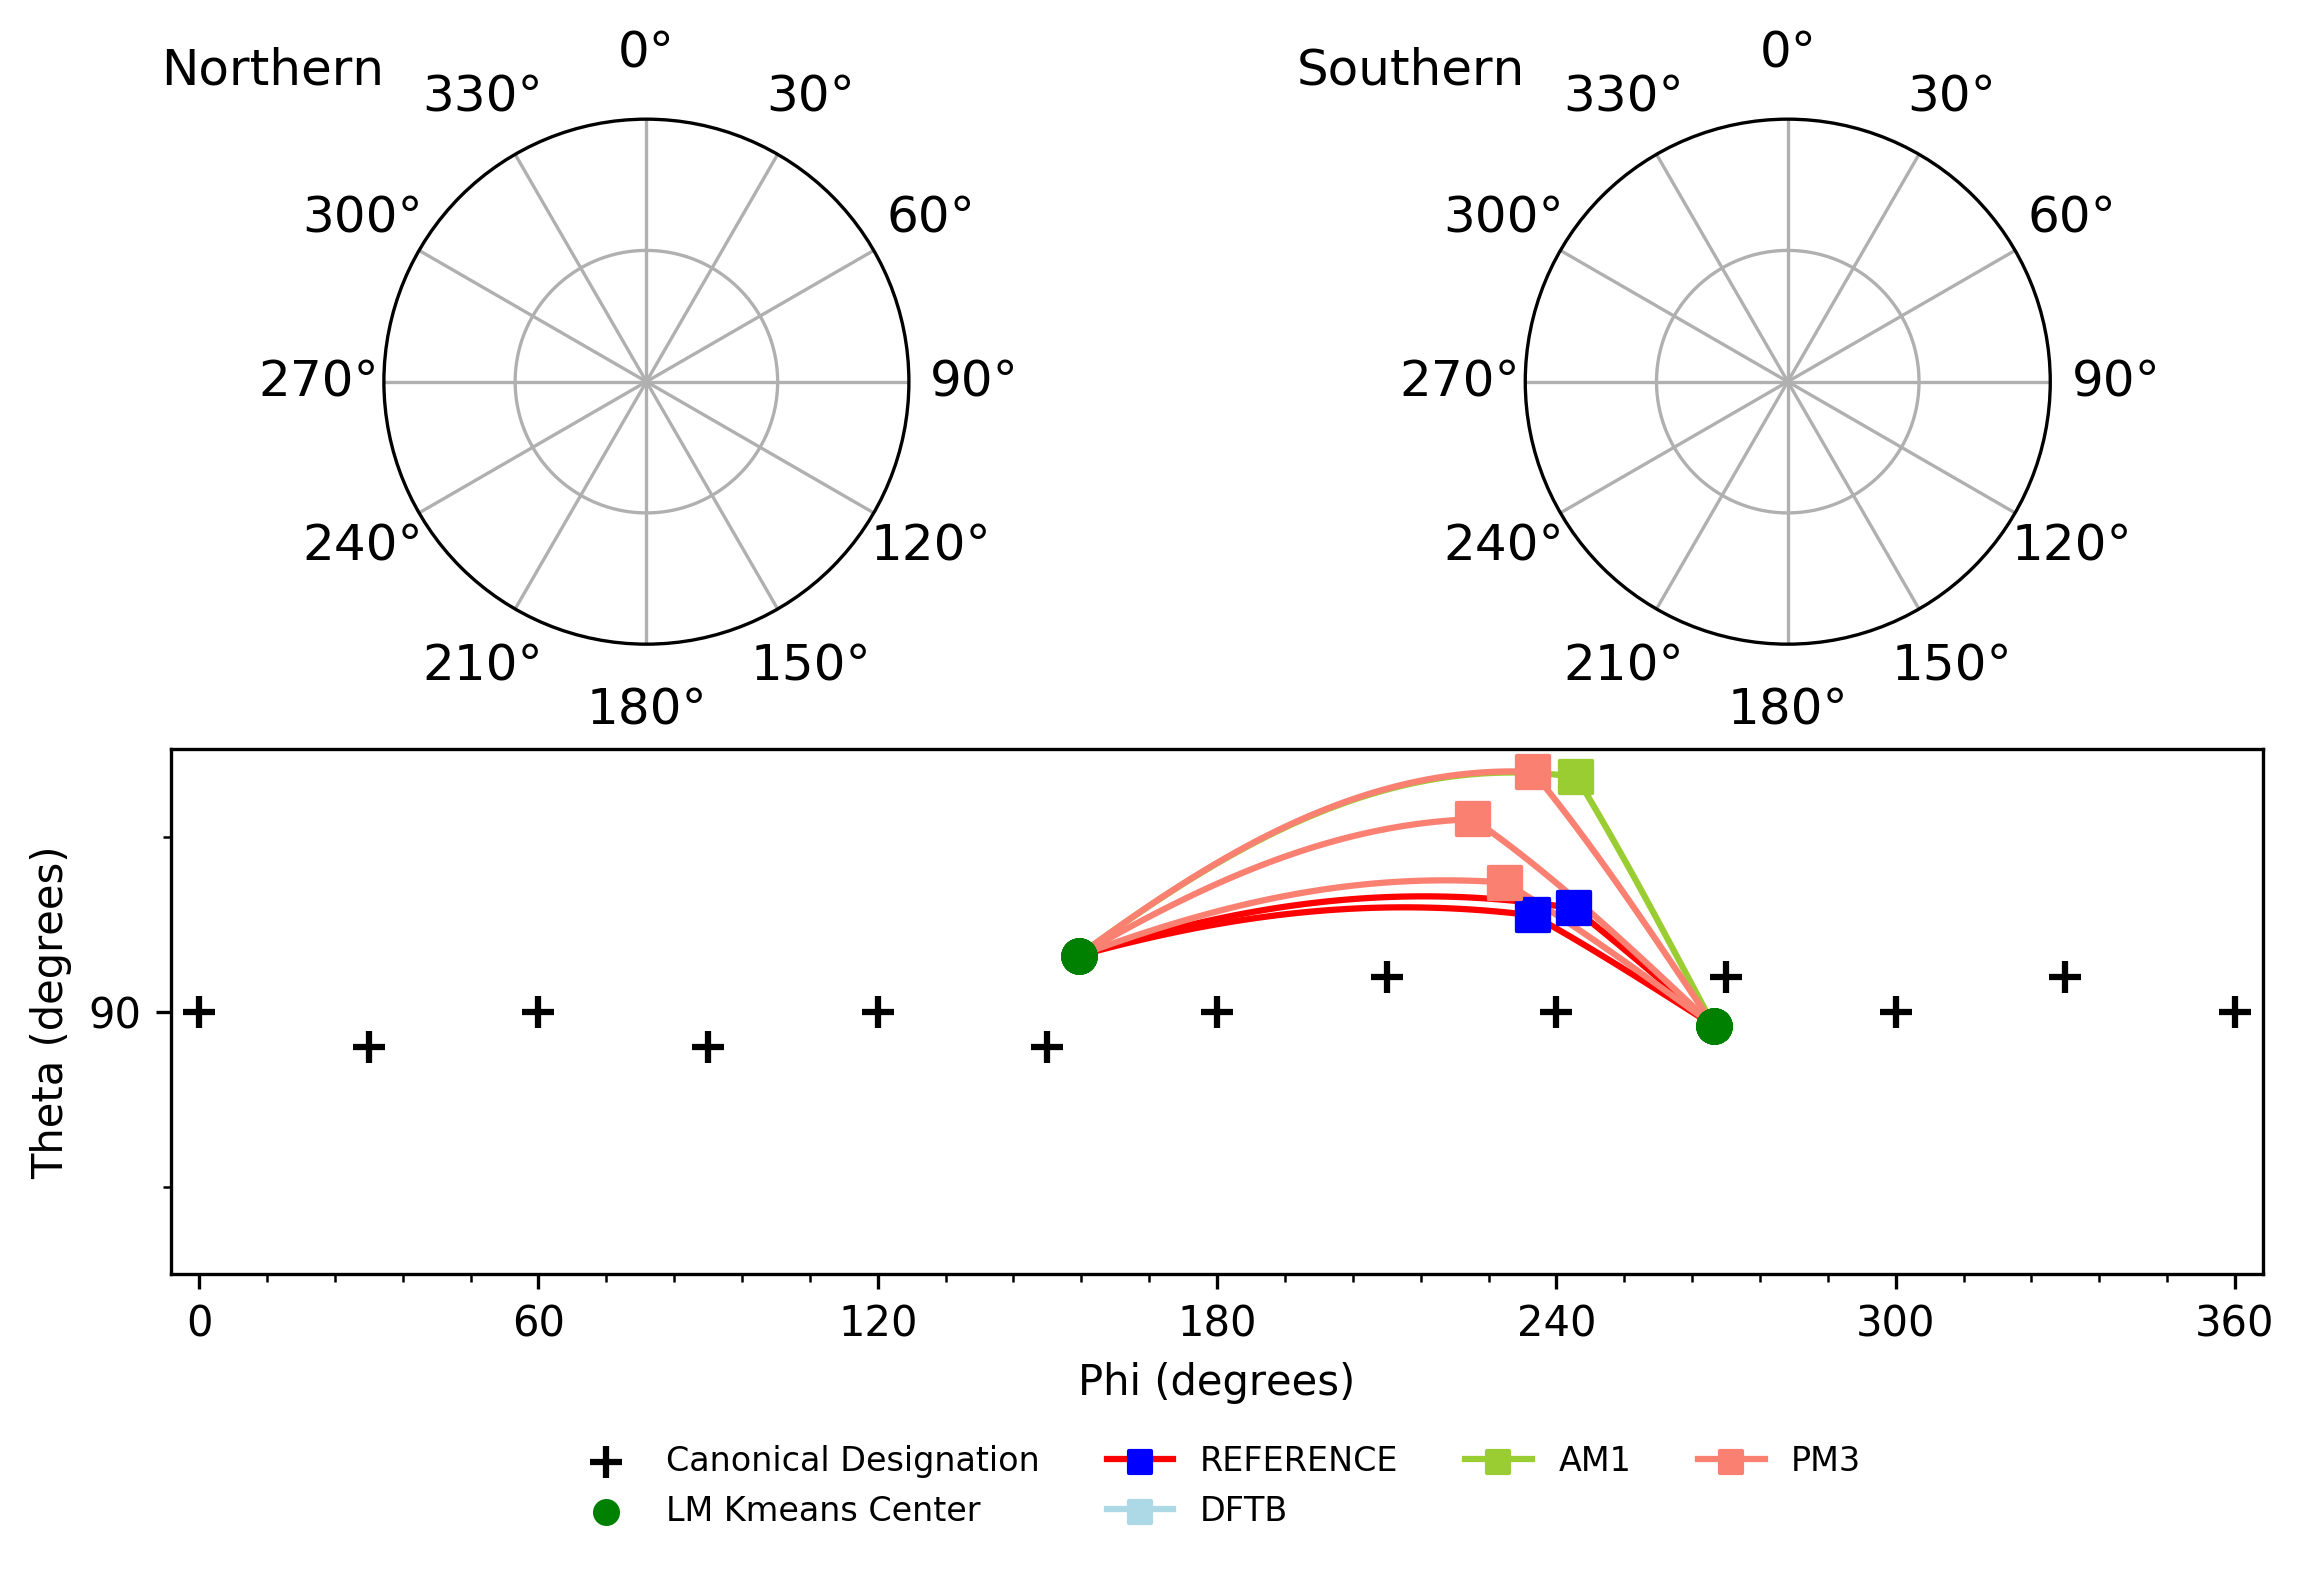 Northern
0°
30°
60°
90°
120°
150°
180°
210°
240°
270°
300°
330°
Southern
0°
30°
60°
90°
120°
150°
180°
210°
240°
270°
300°
330°
Theta (degrees)
90
0 60 120 180 240 300 360
Phi (degrees)
Canonical Designation
LM Kmeans Center
REFERENCE
DFTB
AM1
PM3